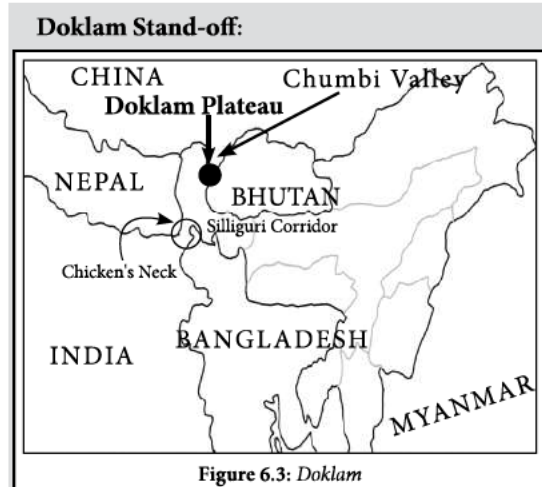 Doklam Stand-off:
CHINA
Chumbi Valley
Doklam Plateau
NEPAL
BHUTAN
Silliguri Corridor
Chicken's Neck
BANGLADESH
INDIA
MYANMAR
Figure 6.3: Doklam